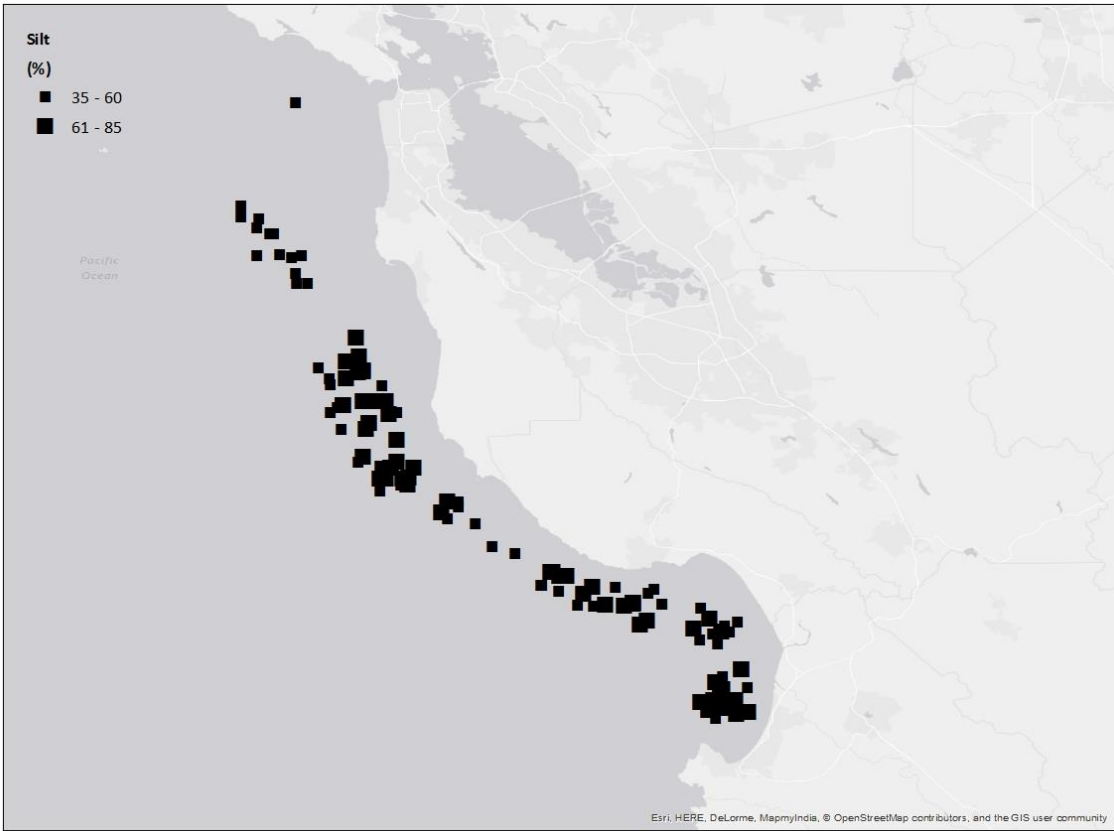 Silt
(%)
35 - 60
61 - 85
Pacific
Ocean
Esri, HERE, DeLorme, MapmyIndia, © OpenStreetMap contributors, and the GIS user community